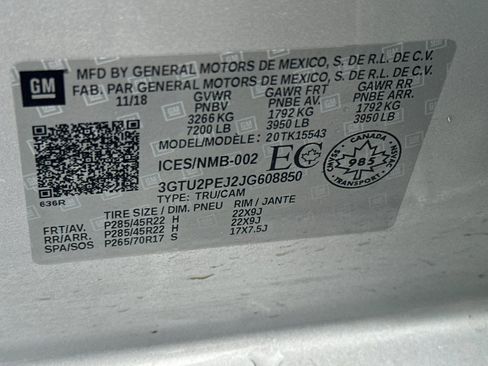 GM
MFD BY GENERAL MOTORS DE MEXICO, S. DE R.L. DE C.V.
FAB. PAR GENERAL MOTORS DE MEXICO, S. DE R.L. DE C.V.
11/18 GVWR GAWR FRT GAWR RR
PNBV PNBE AV. PNBE ARR.
3266 KG 1792 KG 1792 KG
7200 LB 3950 LB 3950 LB
MODEL/MODÈLE: 20TK15543
ICES/NMB-002 EC CANADA 985
3GTU2PEJ2JG608850
636R
TYPE: TRU/CAM
TIRE SIZE / DIM. PNEU RIM / JANTE
FRT/AV. P285/45R22 H 22X9J
RR/ARR. P285/45R22 H 22X9J
SPA/SOS P265/70R17 S 17X7.5J